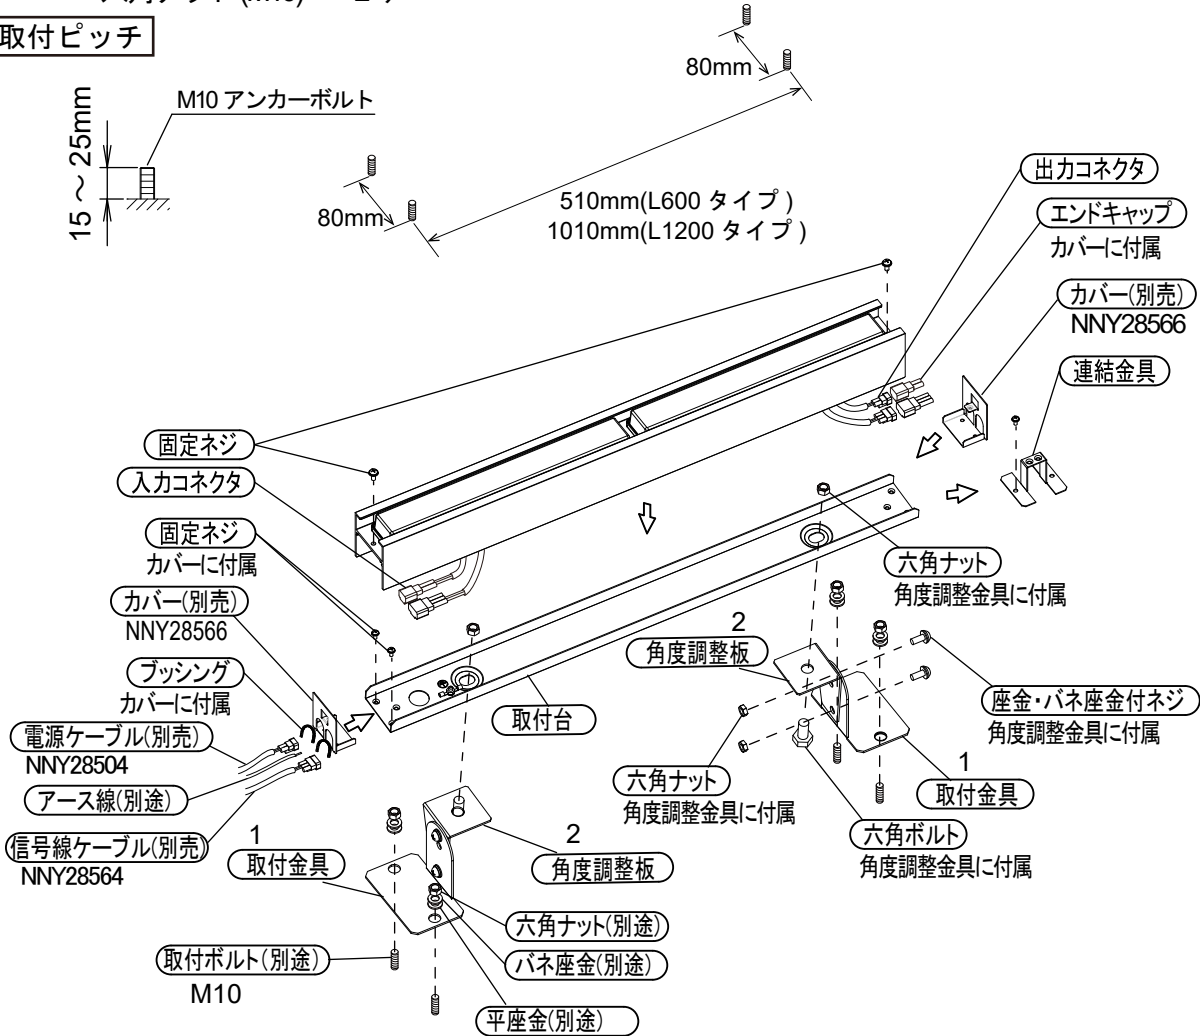 取付ピッチ
M10 アンカーボルト
15 ～ 25mm
80mm
80mm
510mm(L600 タイプ )
1010mm(L1200 タイプ )
出力コネクタ
エンドキャップ
カバーに付属
カバー(別売)
NNY28566
連結金具
固定ネジ
入力コネクタ
固定ネジ
カバーに付属
カバー(別売)
NNY28566
ブッシング
カバーに付属
電源ケーブル(別売)
NNY28504
アース線(別途)
信号線ケーブル(別売)
NNY28564
取付台
六角ナット
角度調整金具に付属
2
角度調整板
座金・バネ座金付ネジ
角度調整金具に付属
六角ナット
角度調整金具に付属
1
取付金具
六角ボルト
角度調整金具に付属
1
取付金具
2
角度調整板
六角ナット(別途)
バネ座金(別途)
取付ボルト(別途)
M10
平座金(別途)